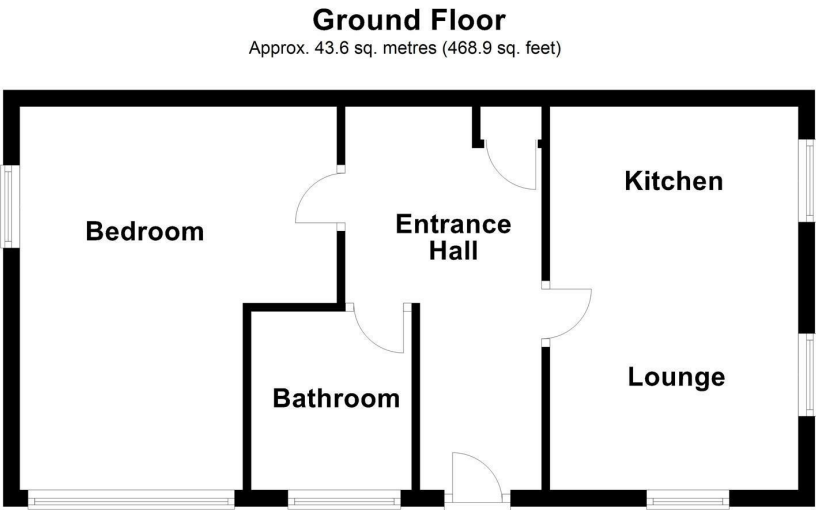 Ground Floor
Approx. 43.6 sq. metres (468.9 sq. feet)
Kitchen
Bedroom
Entrance
Hall
Lounge
Bathroom